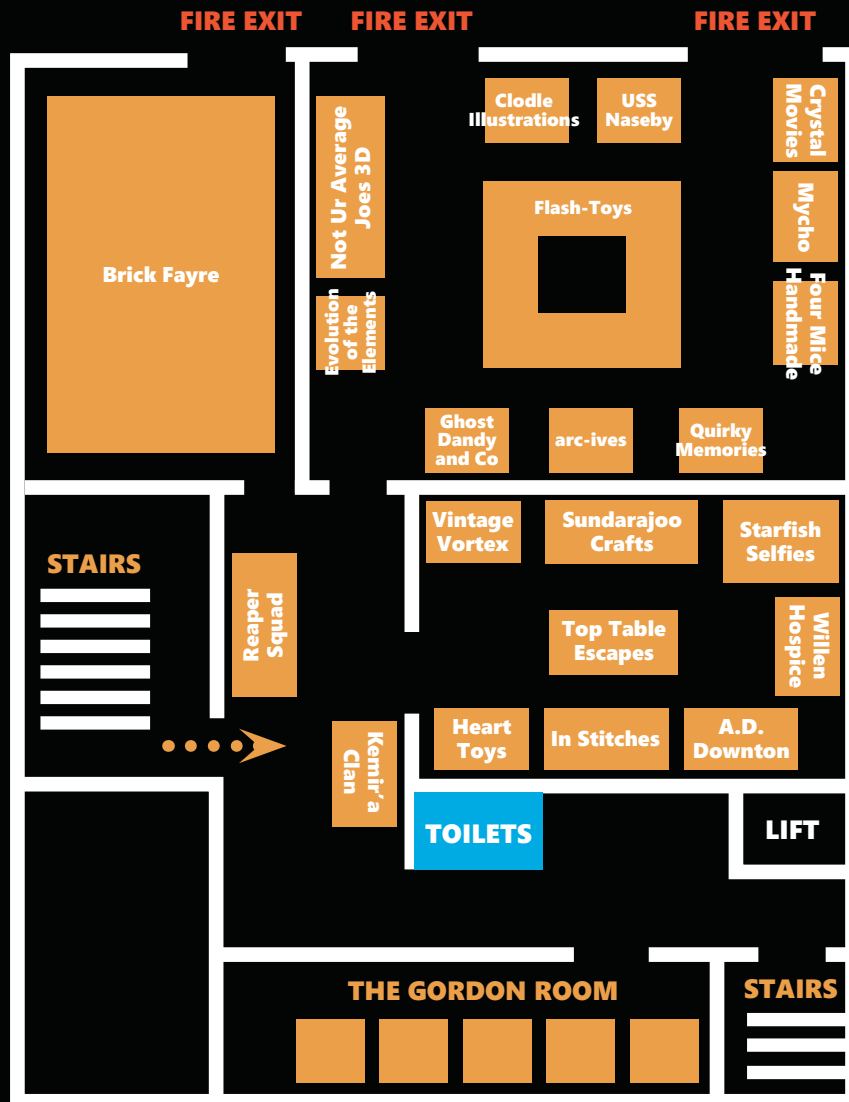 FIRE EXIT
FIRE EXIT
FIRE EXIT
Brick Fayre
Not Ur Average
Joes 3D
Evolution
of the
Elements
Clodle
Illustrations
USS
Naseby
Crystal
Movies
Mycho
Four Mice
Handmade
Flash-Toys
Ghost
Dandy
and Co
arc-ives
Quirky
Memories
STAIRS
Reaper
Squad
Kemir'a
Clan
Vintage
Vortex
Sundarajoo
Crafts
Starfish
Selfies
Top Table
Escapes
Willen
Hospice
Heart
Toys
In Stitches
A.D.
Downton
TOILETS
LIFT
THE GORDON ROOM
STAIRS